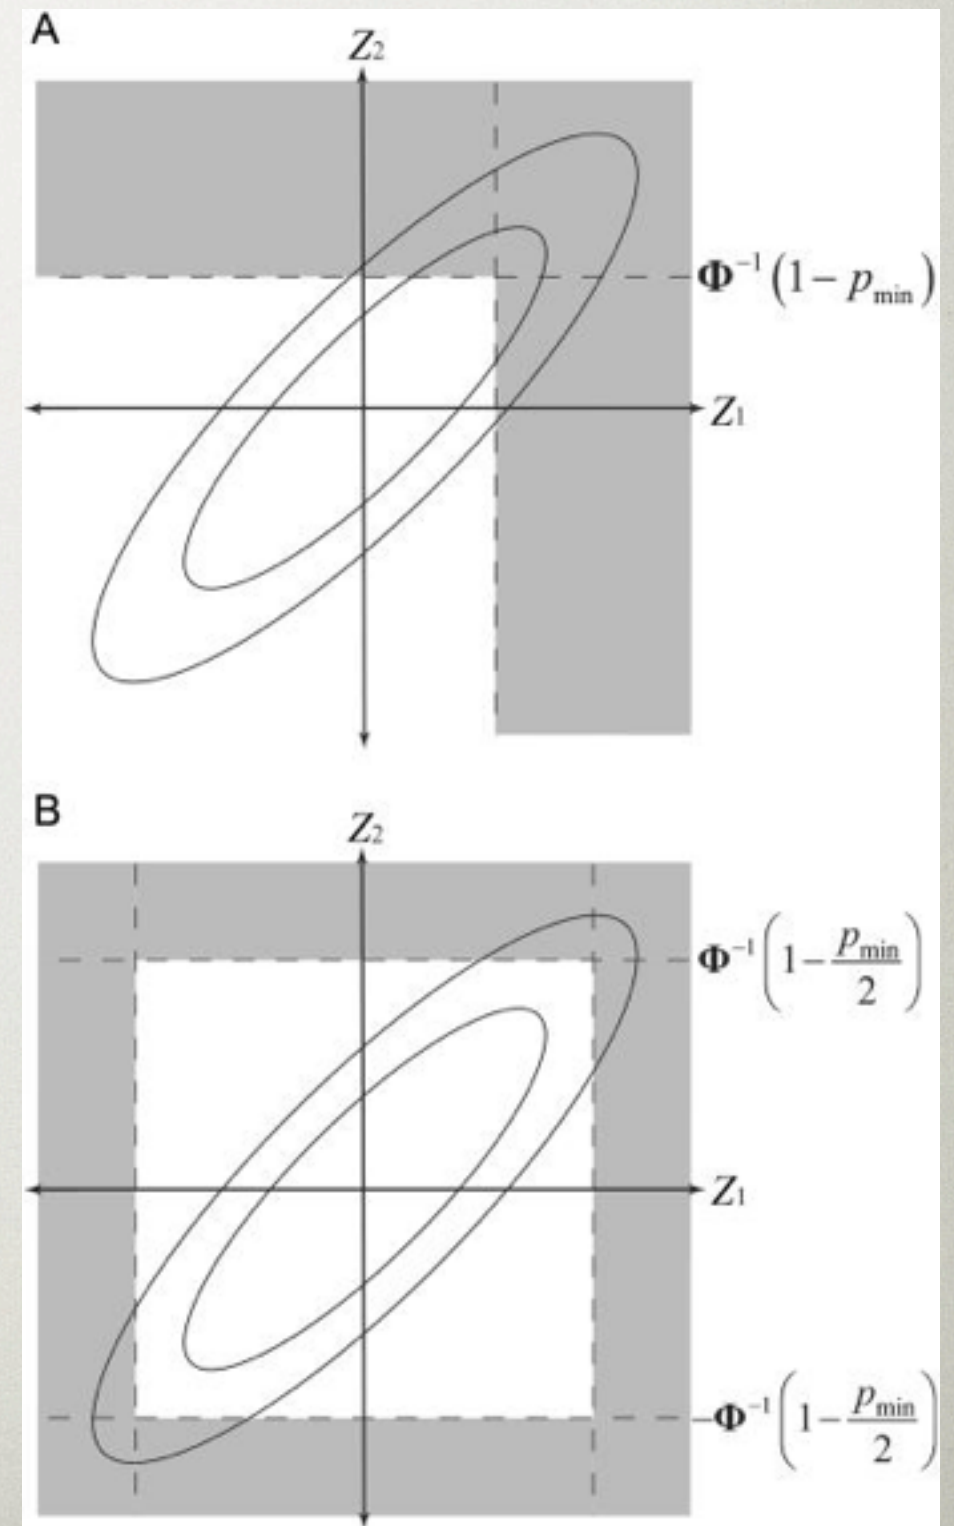 A
Z₂
Φ⁻¹(1− p_min)
Z₁
B
Z₂
Φ⁻¹(1− p_min/2)
Z₁
−Φ⁻¹(1− p_min/2)